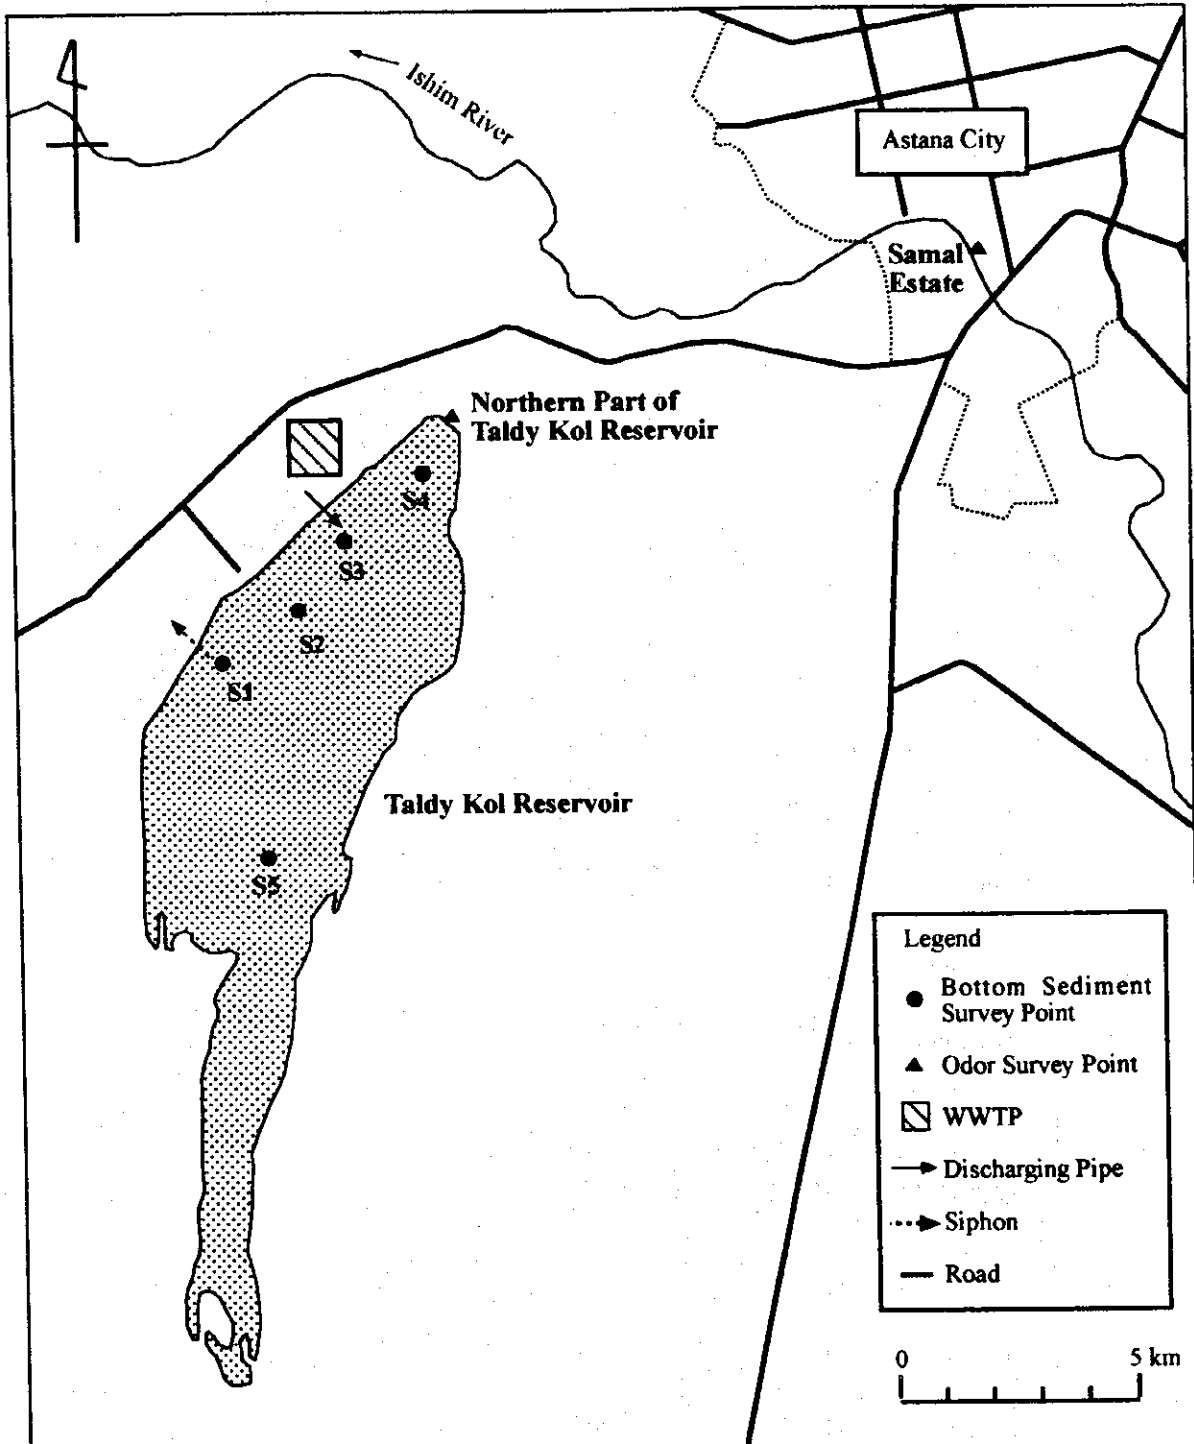 Ishim River
Astana City
Samal
Estate
Northern Part of
Taldy Kol Reservoir
S4
S3
S2
S1
Taldy Kol Reservoir
S5
Legend
Bottom Sediment
Survey Point
Odor Survey Point
WWTP
Discharging Pipe
Siphon
Road
0 5 km